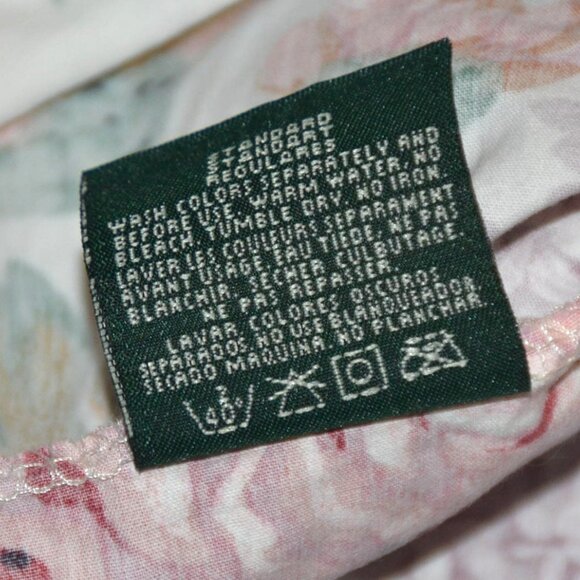 STANDARD
STANDART
REGULARES
WASH COLORS SEPARATELY AND
BEFORE USE. WARM WATER. NO
BLEACH. TUMBLE DRY NO IRON
LAVER LES COULEURS SEPARAMENT
AVANT USAGE EAU TIEDE. NE PAS
BLANCHIR. SECHER CULBUTAGE
NE PAS REPASSER.
LAVAR COLORES OSCUROS
SEPARADOS NO USE BLANQUEADOR.
SECADO MAQUINA NO PLANCHAR.
40